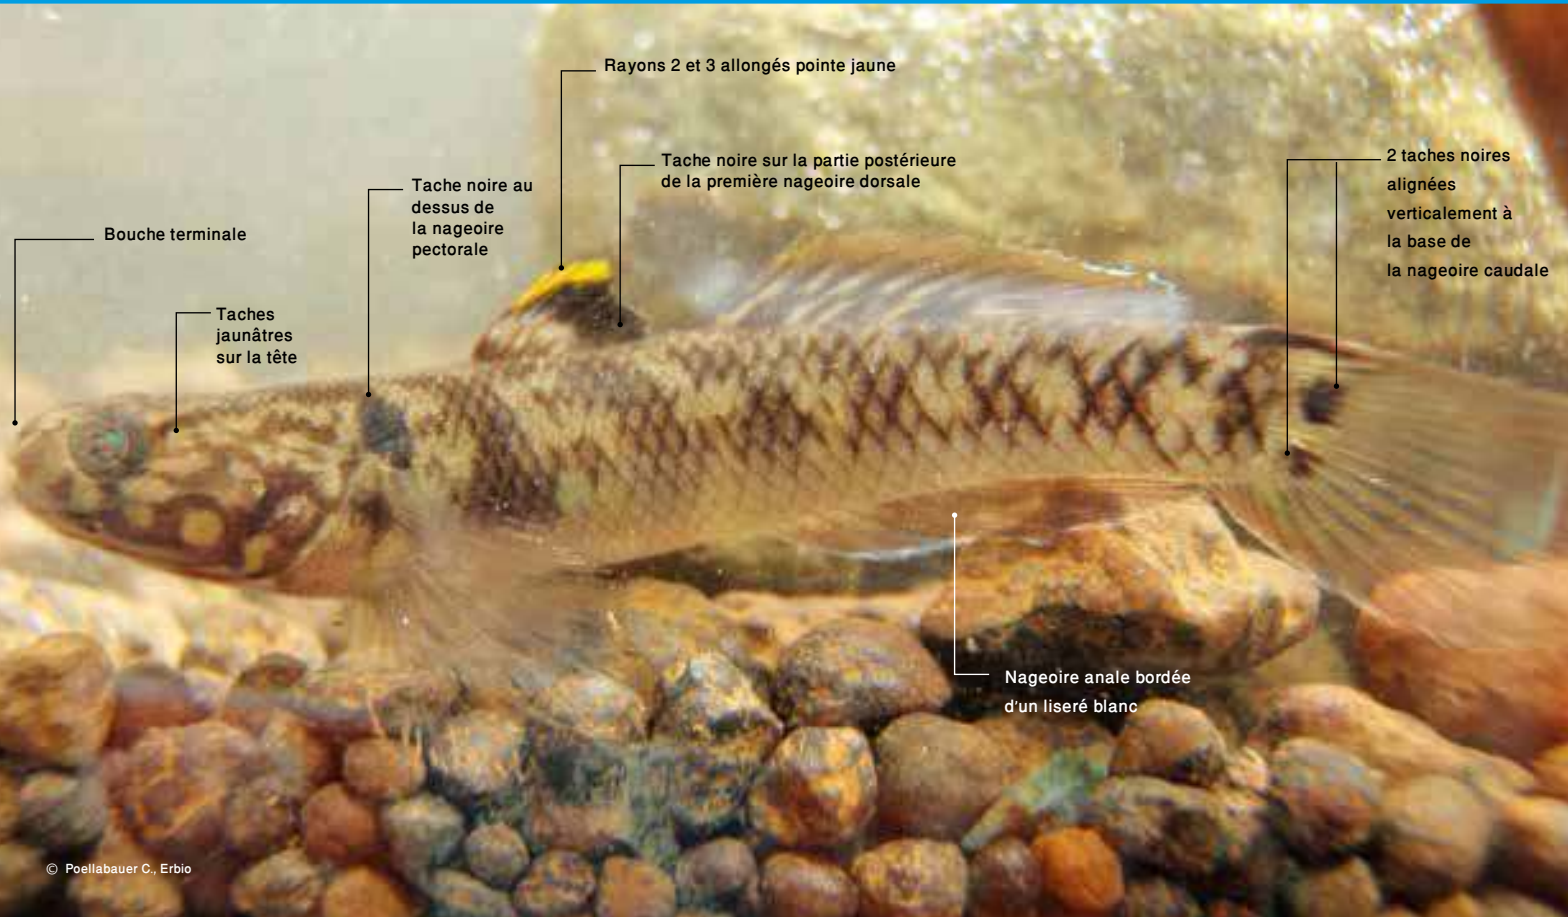 Rayons 2 et 3 allongés pointe jaune
Tache noire sur la partie postérieure
de la première nageoire dorsale
2 taches noires
alignées
verticalement à
la base de
la nageoire caudale
Tache noire au
dessus de
la nageoire
pectorale
Bouche terminale
Taches
jaunâtres
sur la tête
Nageoire anale bordée
d'un liseré blanc
© Poellabauer C., Erbio